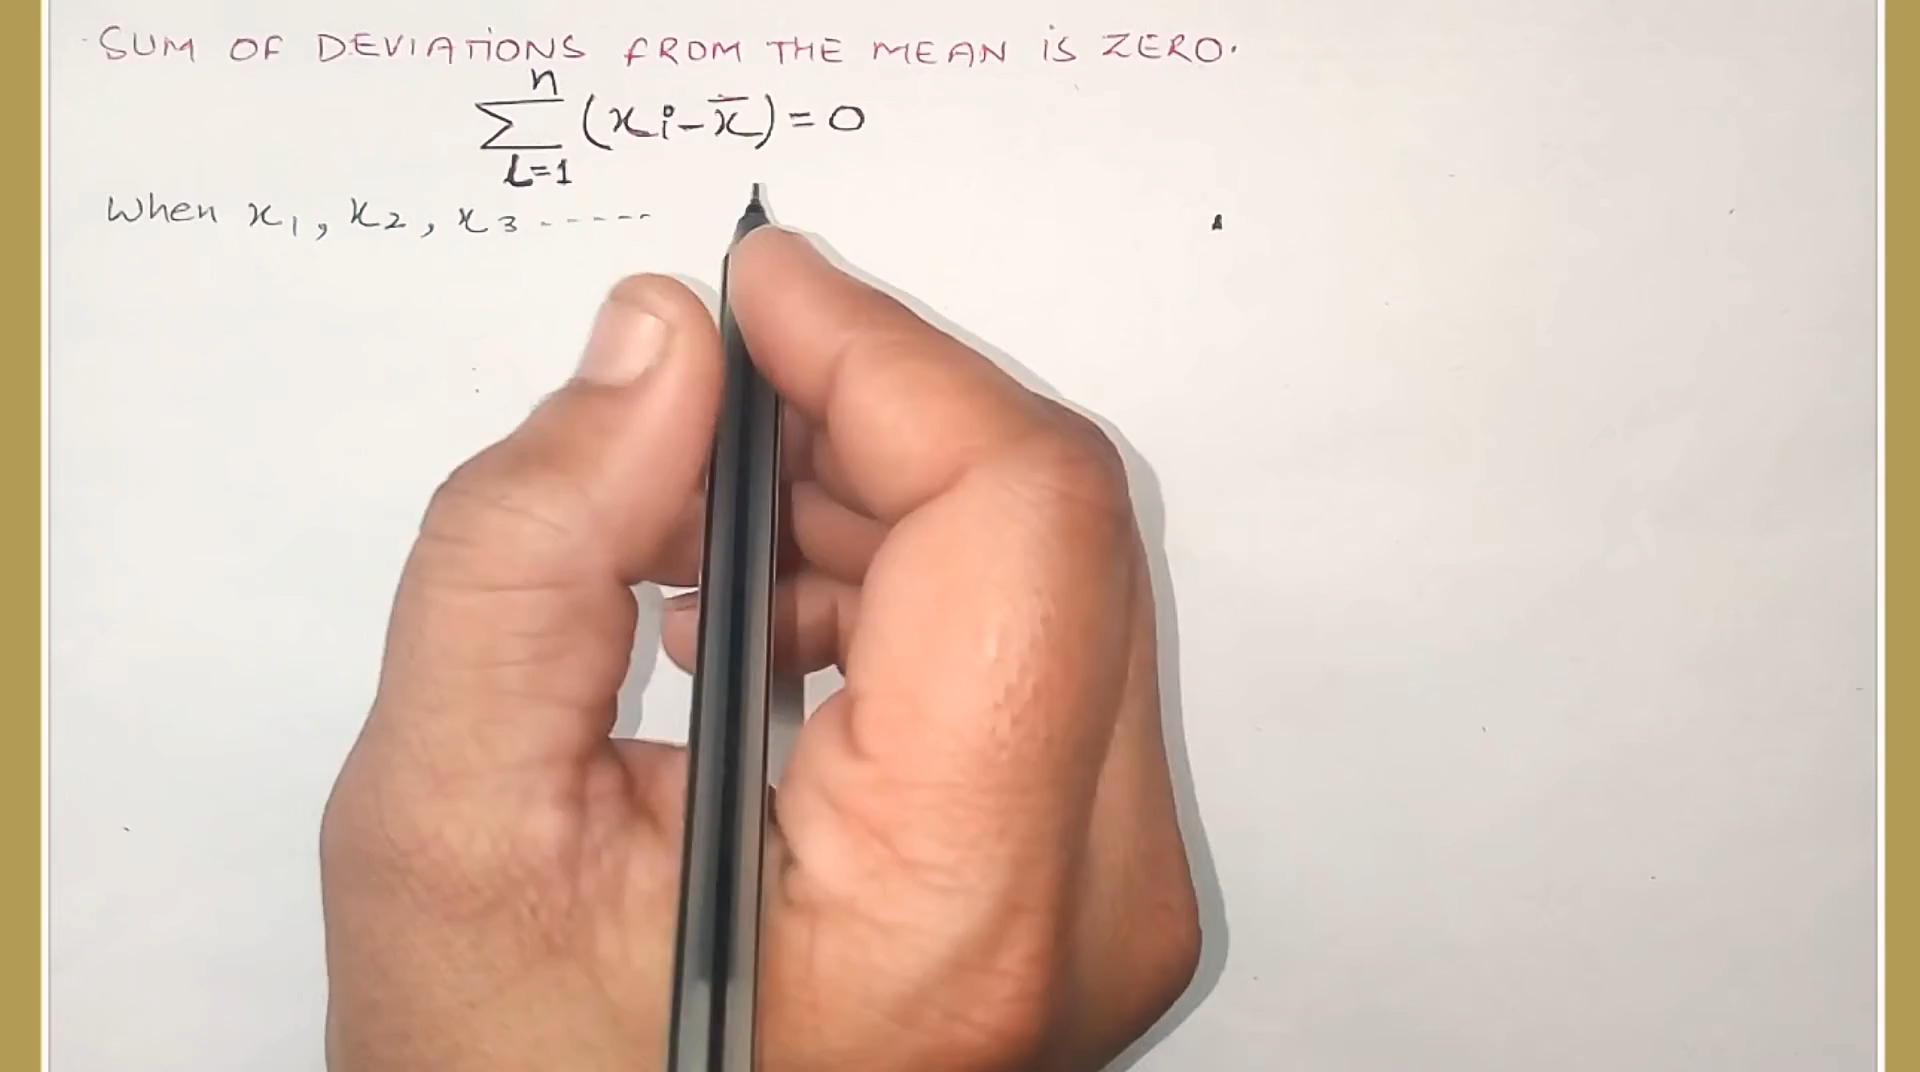 SUM OF DEVIATIONS FROM THE MEAN IS ZERO.
n
∑ (xi-x̄) = 0
i=1
When x1, x2, x3 ------